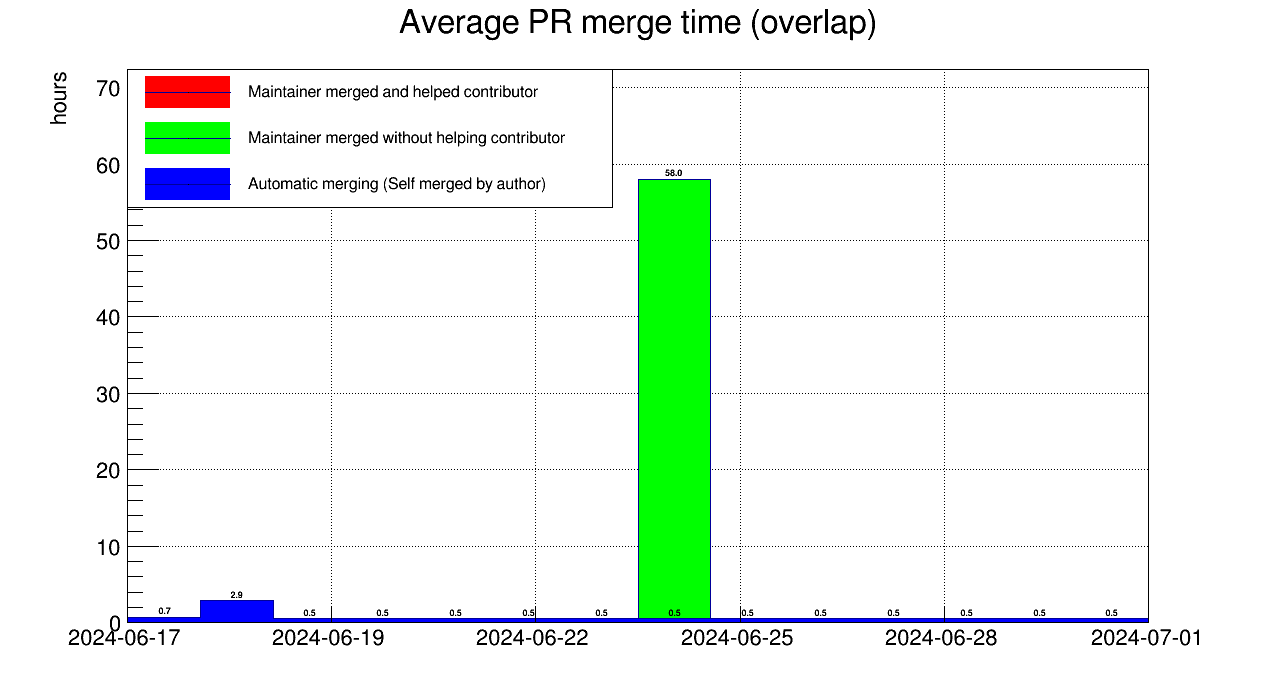 Average PR merge time (overlap)
hours
70
60
50
40
30
20
10
0
Maintainer merged and helped contributor
Maintainer merged without helping contributor
Automatic merging (Self merged by author)
58.0
0.7 2.9 0.5 0.5 0.5 0.5 0.5 0.5 0.5 0.5 0.5 0.5 0.5 0.5
2024-06-17 2024-06-19 2024-06-22 2024-06-25 2024-06-28 2024-07-01